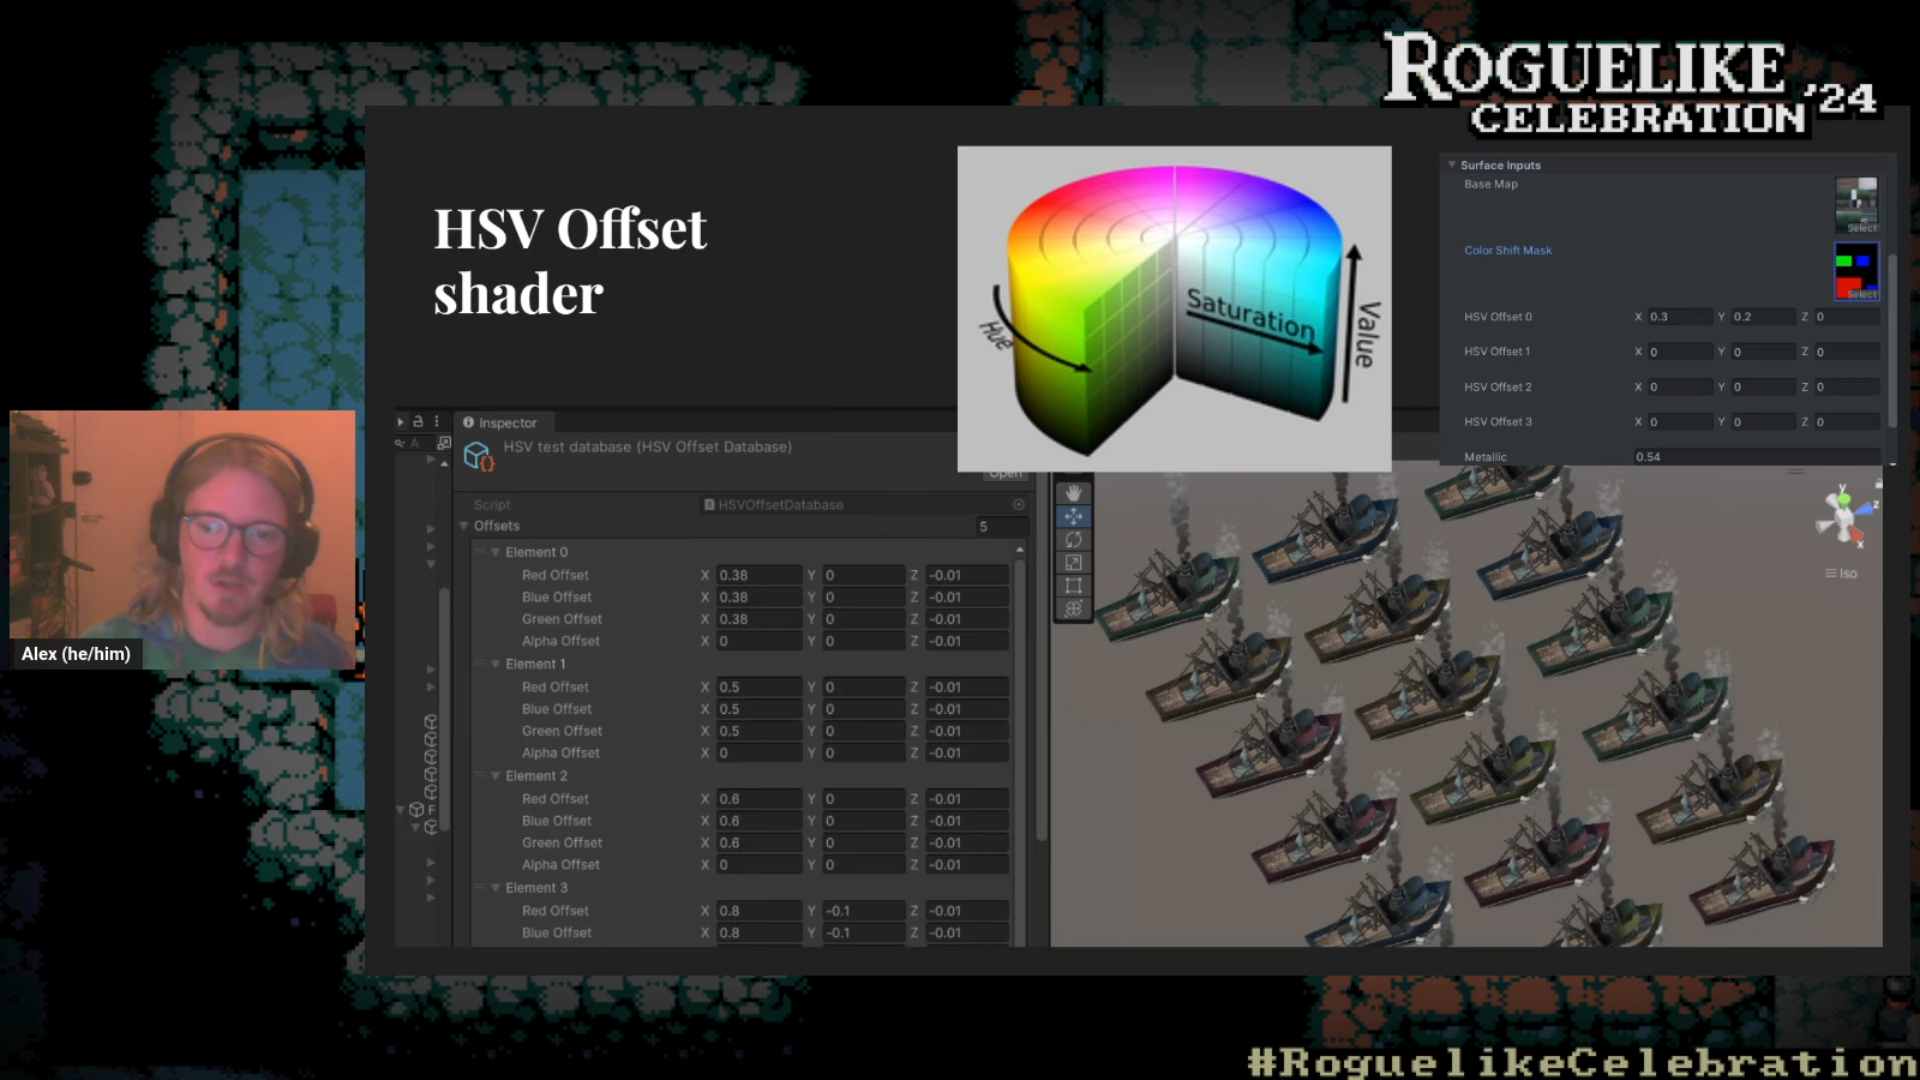 ROGUELIKE
CELEBRATION '24
HSV Offset
shader
Hue
Saturation
Value
Surface Inputs
Base Map
Select
Color Shift Mask
Select
HSV Offset 0 X 0.3 Y 0.2 Z 0
HSV Offset 1 X 0 Y 0 Z 0
HSV Offset 2 X 0 Y 0 Z 0
HSV Offset 3 X 0 Y 0 Z 0
Metallic 0.54
Inspector
HSV test database (HSV Offset Database)
Open
Script HSVOffsetDatabase
Offsets 5
Element 0
Red Offset X 0.38 Y 0 Z -0.01
Blue Offset X 0.38 Y 0 Z -0.01
Green Offset X 0.38 Y 0 Z -0.01
Alpha Offset X 0 Y 0 Z -0.01
Element 1
Red Offset X 0.5 Y 0 Z -0.01
Blue Offset X 0.5 Y 0 Z -0.01
Green Offset X 0.5 Y 0 Z -0.01
Alpha Offset X 0 Y 0 Z -0.01
Element 2
Red Offset X 0.6 Y 0 Z -0.01
Blue Offset X 0.6 Y 0 Z -0.01
Green Offset X 0.6 Y 0 Z -0.01
Alpha Offset X 0 Y 0 Z -0.01
Element 3
Red Offset X 0.8 Y -0.1 Z -0.01
Blue Offset X 0.8 Y -0.1 Z -0.01
A
F
y
z
x
Iso
Alex (he/him)
#RoguelikeCelebration